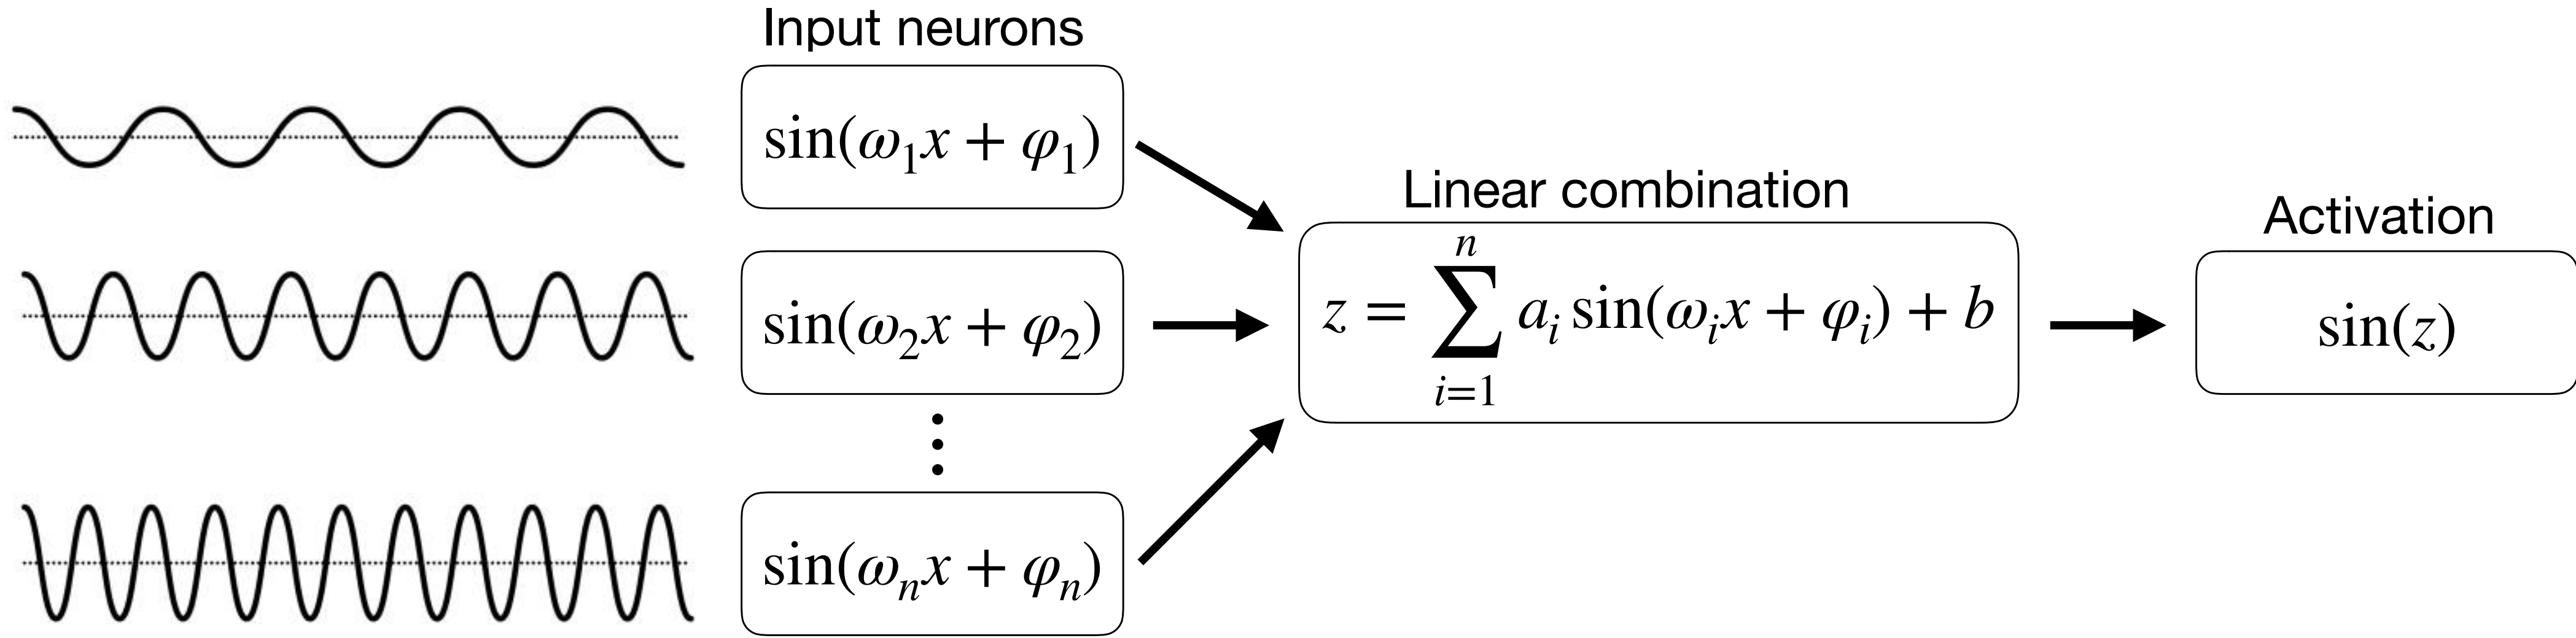 Input neurons
sin(ω₁x + φ₁)
sin(ω₂x + φ₂)
⋮
sin(ωₙx + φₙ)
Linear combination
z = ∑ⁿᵢ₌₁ aᵢ sin(ωᵢx + φᵢ) + b
Activation
sin(z)